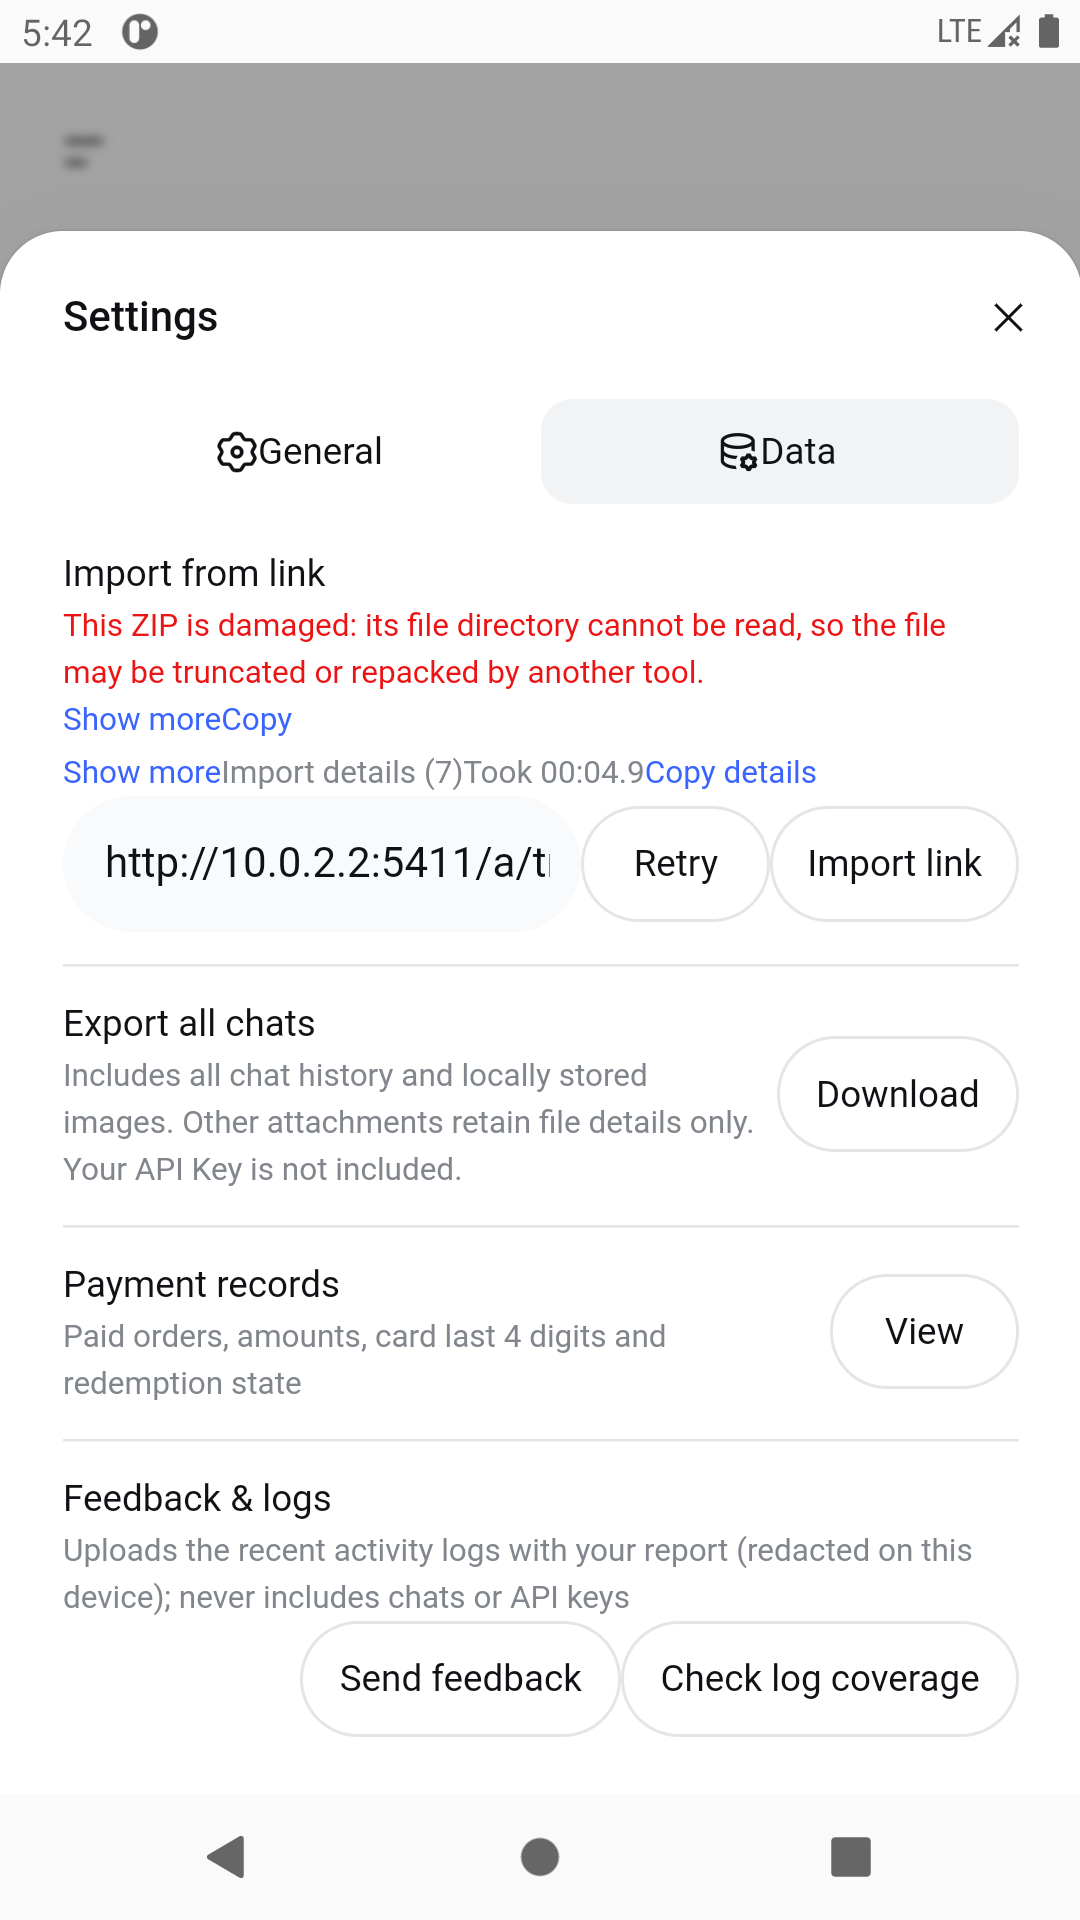 5:42 LTE
Settings
General Data
Import from link
This ZIP is damaged: its file directory cannot be read, so the file
may be truncated or repacked by another tool.
Show moreCopy
Show moreImport details (7)Took 00:04.9Copy details
http://10.0.2.2:5411/a/t Retry Import link
Export all chats
Includes all chat history and locally stored
images. Other attachments retain file details only.
Your API Key is not included.
Download
Payment records
Paid orders, amounts, card last 4 digits and
redemption state
View
Feedback & logs
Uploads the recent activity logs with your report (redacted on this
device); never includes chats or API keys
Send feedback Check log coverage